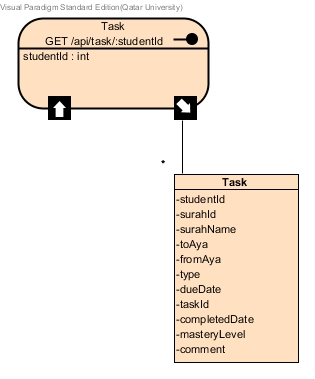 Visual Paradigm Standard Edition(Qatar University)
Task
GET /api/task/:studentId
studentId : int
*
Task
-studentId
-surahId
-surahName
-toAya
-fromAya
-type
-dueDate
-taskId
-completedDate
-masteryLevel
-comment